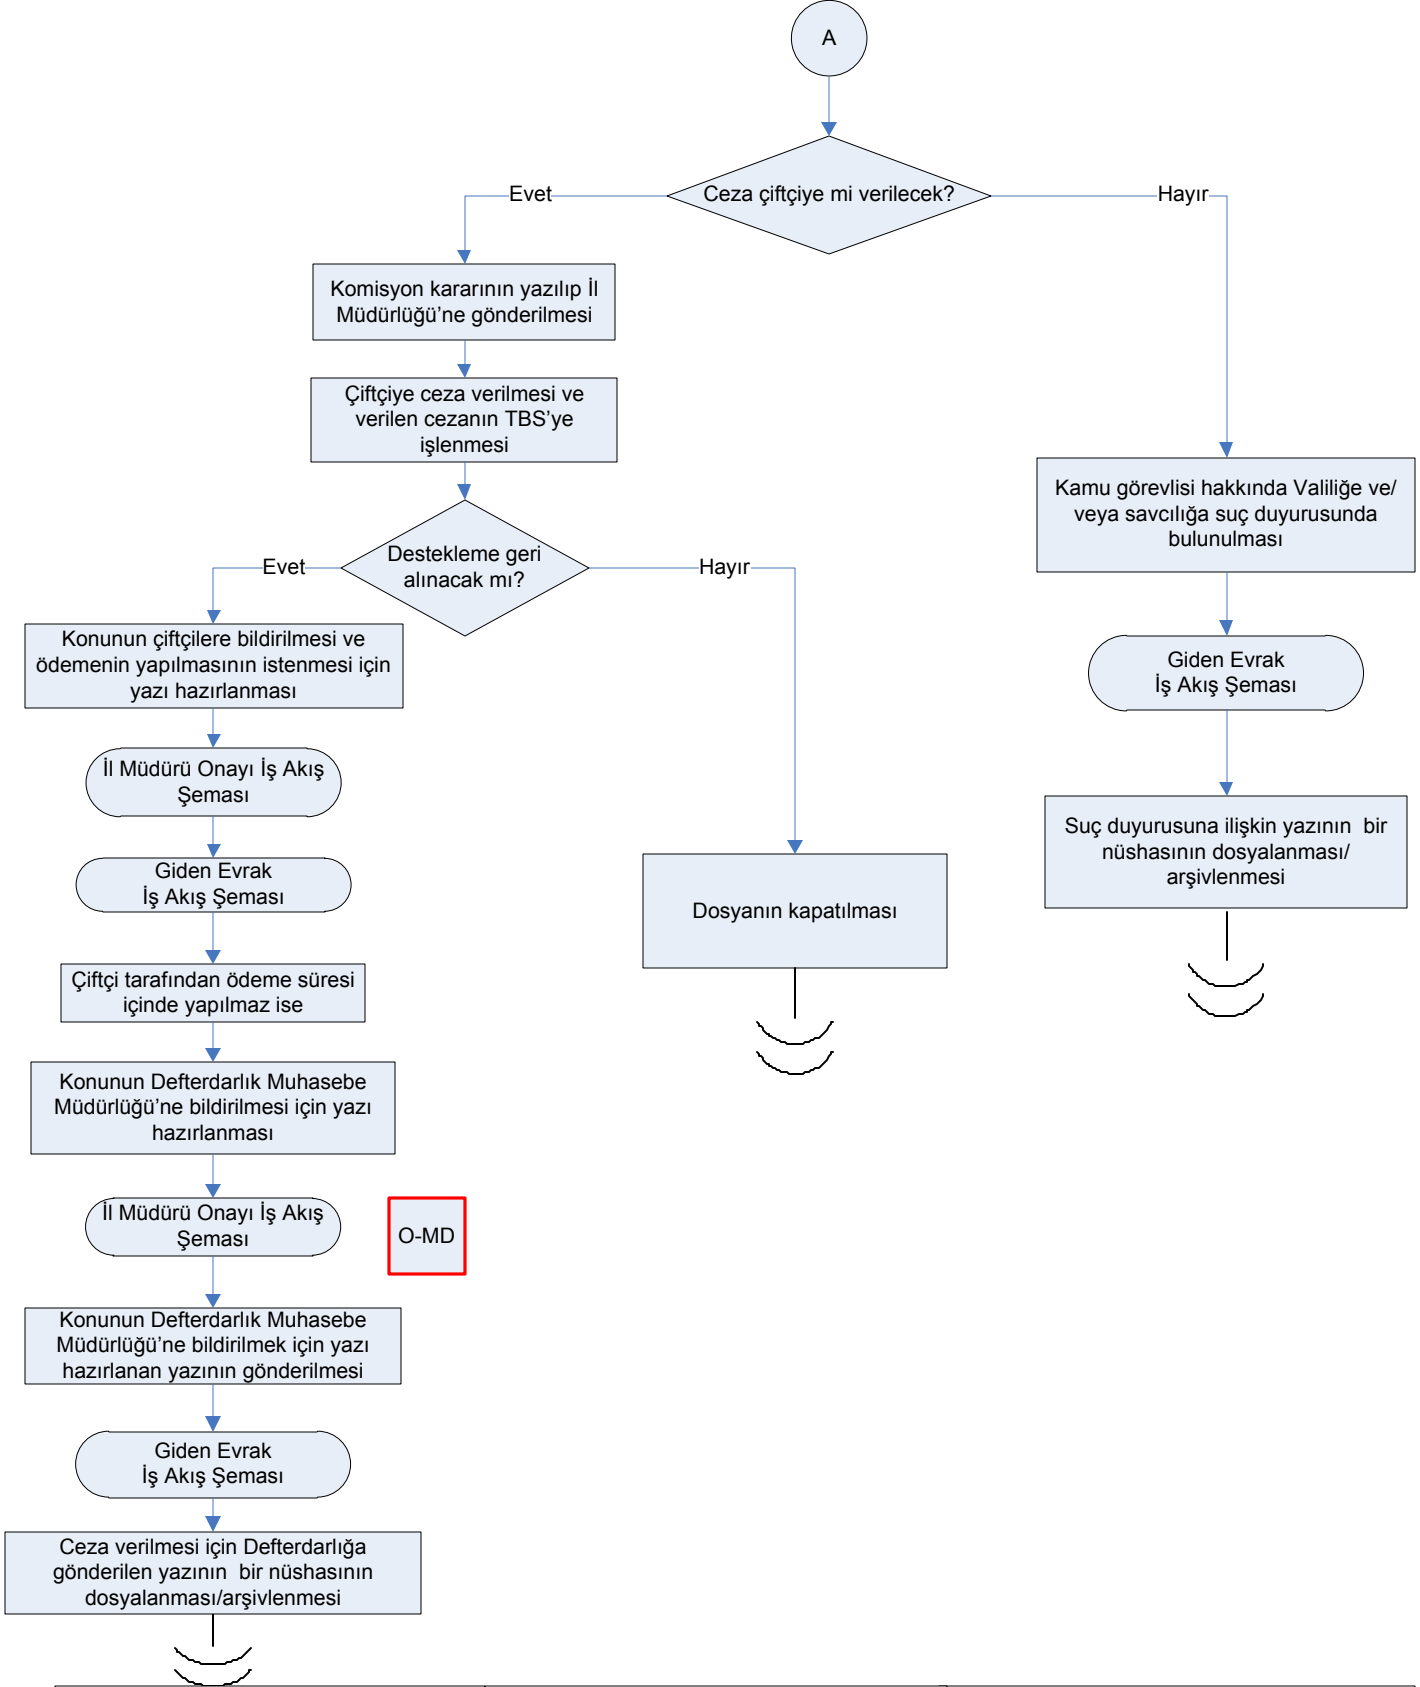 A
Ceza çiftçiye mi verilecek?
Evet
Hayır
Komisyon kararının yazılıp İl
Müdürlüğü’ne gönderilmesi
Çiftçiye ceza verilmesi ve
verilen cezanın TBS’ye
işlenmesi
Destekleme geri
alınacak mı?
Evet
Hayır
Konunun çiftçilere bildirilmesi ve
ödemenin yapılmasının istenmesi için
yazı hazırlanması
İl Müdürü Onayı İş Akış
Şeması
Giden Evrak
İş Akış Şeması
Çiftçi tarafından ödeme süresi
içinde yapılmaz ise
Konunun Defterdarlık Muhasebe
Müdürlüğü’ne bildirilmesi için yazı
hazırlanması
İl Müdürü Onayı İş Akış
Şeması
O-MD
Konunun Defterdarlık Muhasebe
Müdürlüğü’ne bildirilmek için yazı
hazırlanan yazının gönderilmesi
Giden Evrak
İş Akış Şeması
Ceza verilmesi için Defterdarlığa
gönderilen yazının  bir nüshasının
dosyalanması/arşivlenmesi
Dosyanın kapatılması
Kamu görevlisi hakkında Valiliğe ve/
veya savcılığa suç duyurusunda
bulunulması
Giden Evrak
İş Akış Şeması
Suç duyurusuna ilişkin yazının  bir
nüshasının dosyalanması/
arşivlenmesi